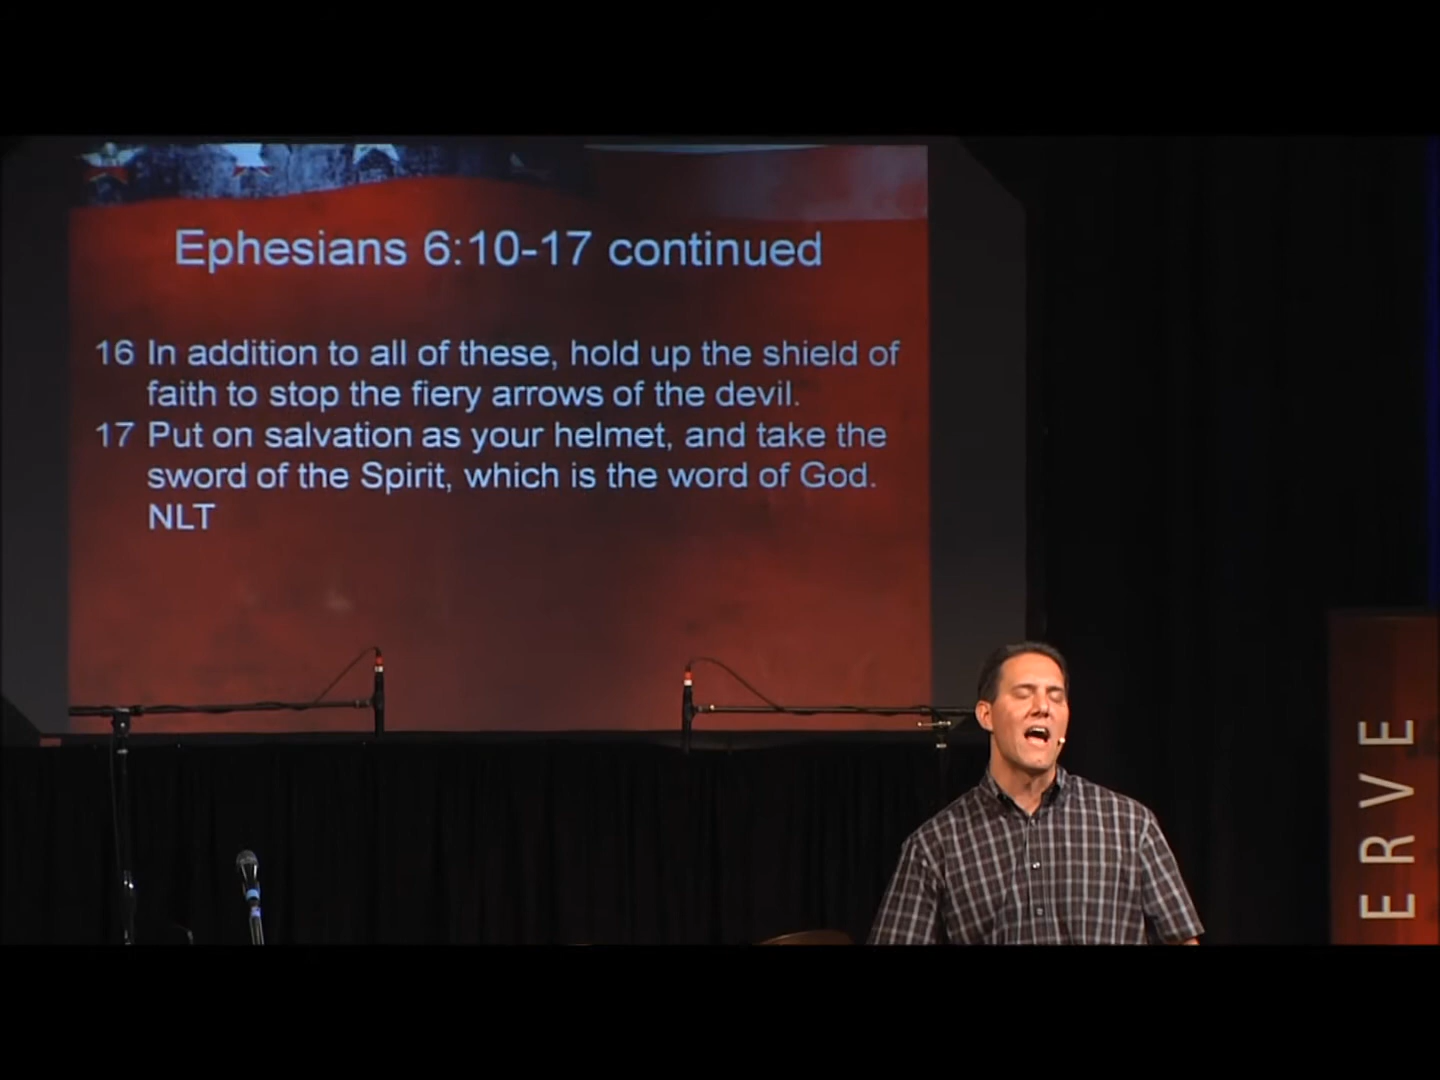 Ephesians 6:10-17 continued
16 In addition to all of these, hold up the shield of
faith to stop the fiery arrows of the devil.
17 Put on salvation as your helmet, and take the
sword of the Spirit, which is the word of God.
NLT
ERVE